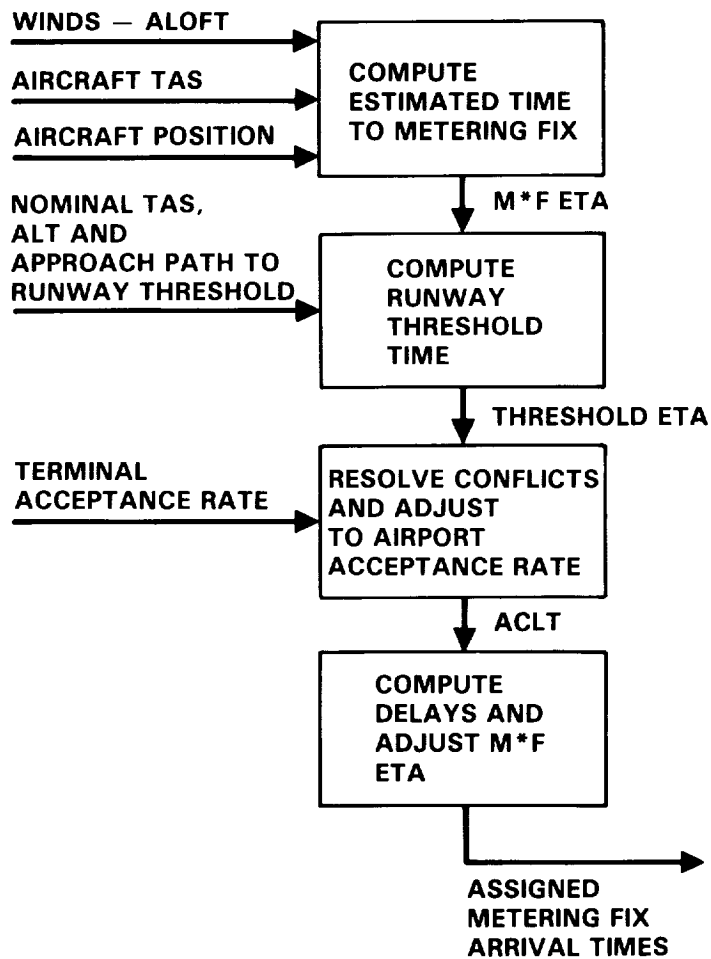 WINDS — ALOFT
AIRCRAFT TAS
AIRCRAFT POSITION
COMPUTE
ESTIMATED TIME
TO METERING FIX
M*F ETA
NOMINAL TAS,
ALT AND
APPROACH PATH TO
RUNWAY THRESHOLD
COMPUTE
RUNWAY
THRESHOLD
TIME
THRESHOLD ETA
TERMINAL
ACCEPTANCE RATE
RESOLVE CONFLICTS
AND ADJUST
TO AIRPORT
ACCEPTANCE RATE
ACLT
COMPUTE
DELAYS AND
ADJUST M*F
ETA
ASSIGNED
METERING FIX
ARRIVAL TIMES